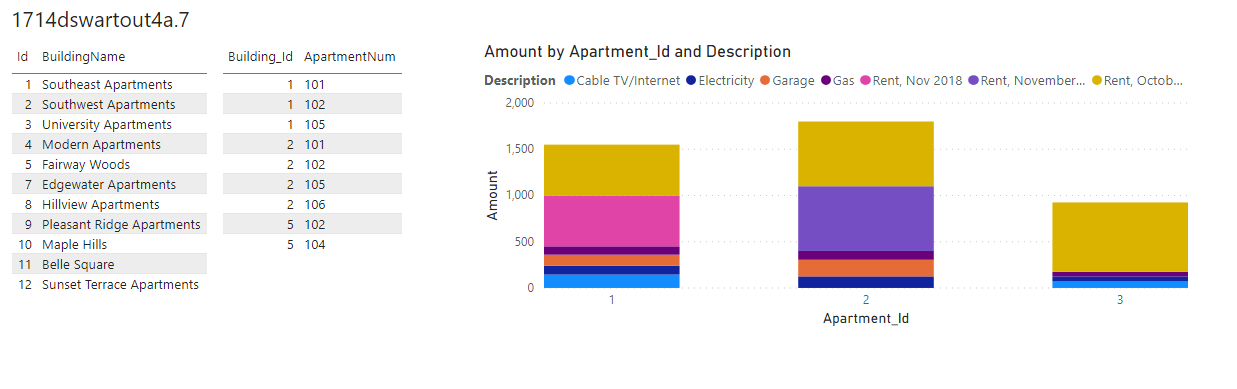 1714dswartout4a.7
Id BuildingName
1 Southeast Apartments
2 Southwest Apartments
3 University Apartments
4 Modern Apartments
5 Fairway Woods
7 Edgewater Apartments
8 Hillview Apartments
9 Pleasant Ridge Apartments
10 Maple Hills
11 Belle Square
12 Sunset Terrace Apartments
Building_Id ApartmentNum
1 101
1 102
1 105
2 101
2 102
2 105
2 106
5 102
5 104
Amount by Apartment_Id and Description
Description Cable TV/Internet Electricity Garage Gas Rent, Nov 2018 Rent, November... Rent, Octob...
2,000
1,500
1,000
500
0
Amount
1 2 3
Apartment_Id